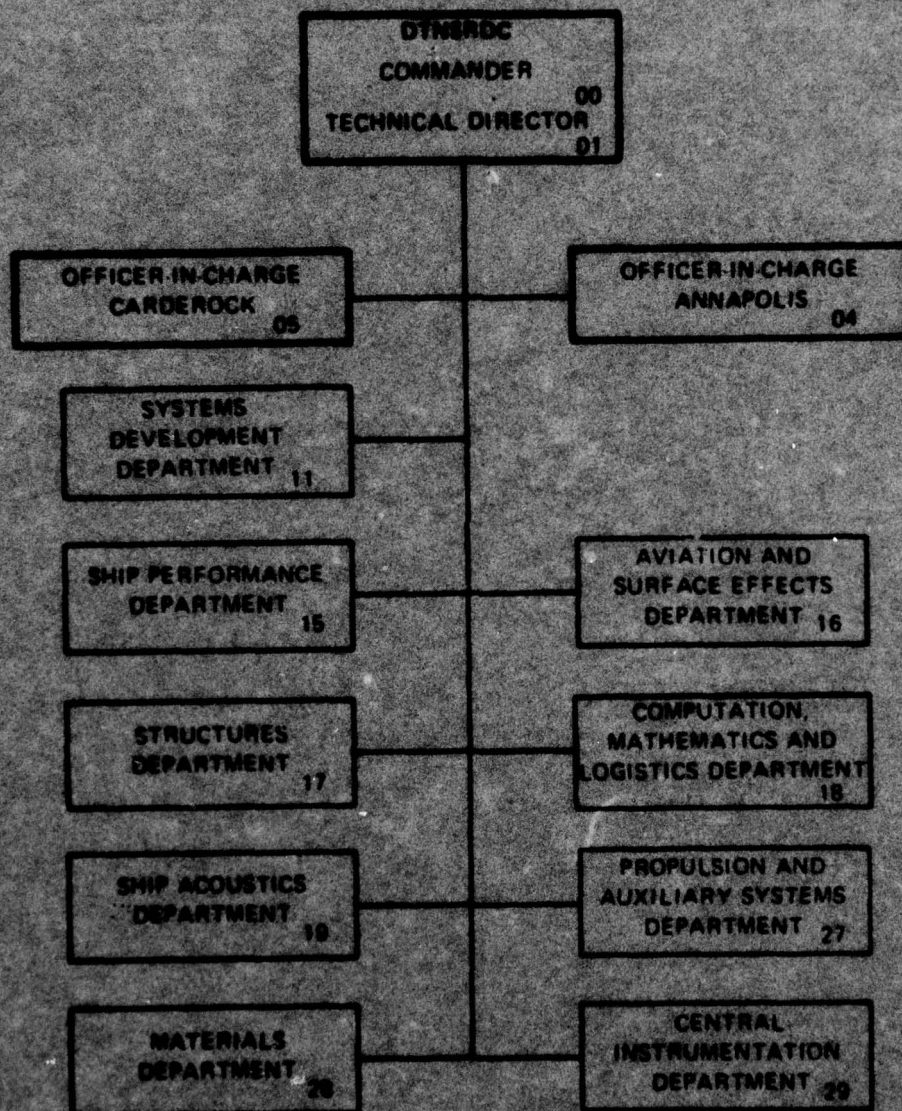 DTNSRDC
COMMANDER
00
TECHNICAL DIRECTOR
01
OFFICER-IN-CHARGE
CARDEROCK
05
OFFICER-IN-CHARGE
ANNAPOLIS
04
SYSTEMS
DEVELOPMENT
DEPARTMENT
11
SHIP PERFORMANCE
DEPARTMENT
15
AVIATION AND
SURFACE EFFECTS
DEPARTMENT
16
STRUCTURES
DEPARTMENT
17
COMPUTATION,
MATHEMATICS AND
LOGISTICS DEPARTMENT
18
SHIP ACOUSTICS
DEPARTMENT
19
PROPULSION AND
AUXILIARY SYSTEMS
DEPARTMENT
27
MATERIALS
DEPARTMENT
28
CENTRAL
INSTRUMENTATION
DEPARTMENT
29